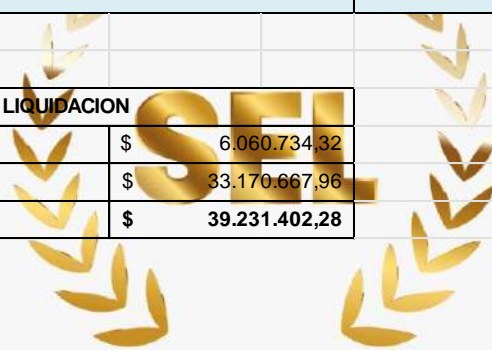 LIQUIDACION
SEL
$ 6.060.734,32
$ 33.170.667,96
$ 39.231.402,28